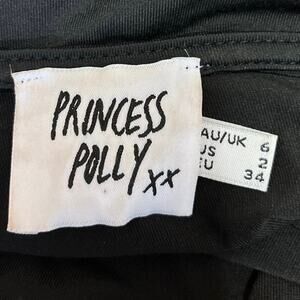 PRINCESS
POLLY xx
AU/UK 6
US 2
EU 34